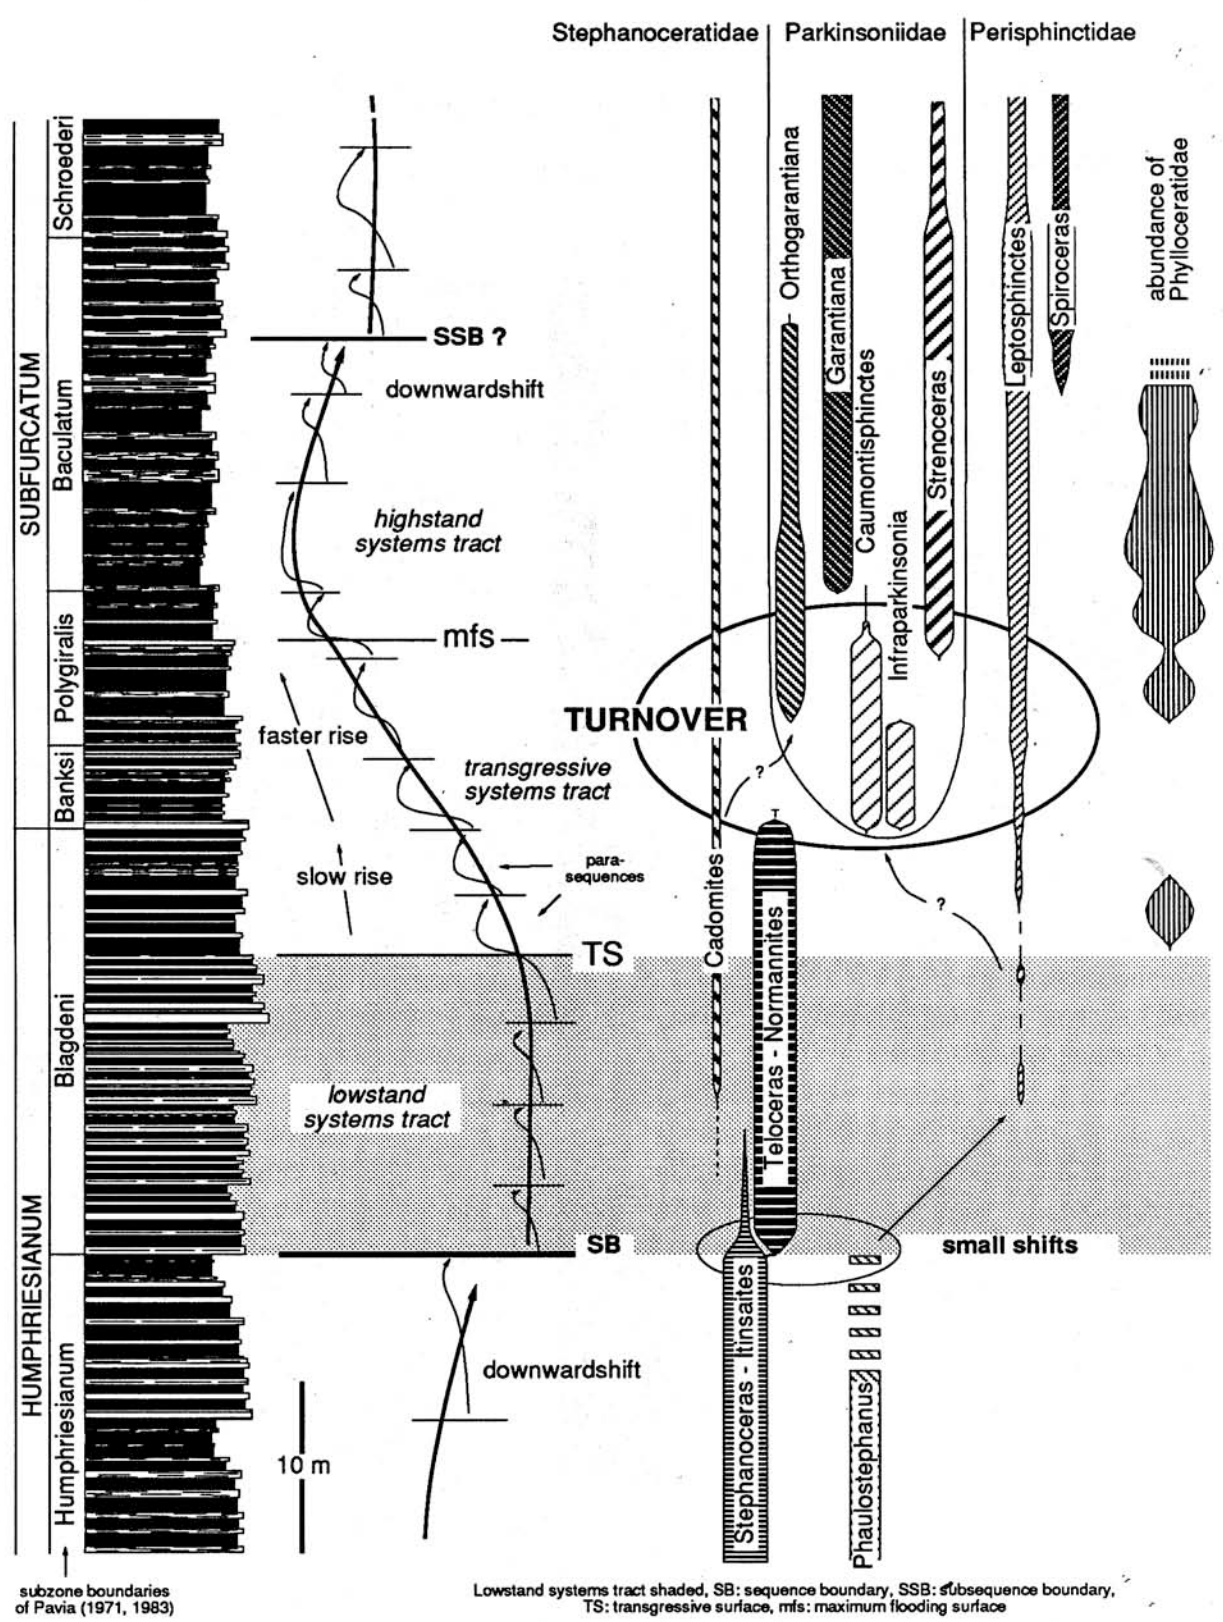 Stephanoceratidae
Parkinsoniidae
Perisphinctidae
SUBFURCATUM
HUMPHRIESIANUM
Schroederi
Baculatum
Polygiralis
Banksi
Blagdeni
Humphriesianum
SSB ?
downwardshift
highstand
systems tract
mfs
faster rise
transgressive
systems tract
slow rise
para-
sequences
TS
lowstand
systems tract
SB
downwardshift
10 m
TURNOVER
?
?
small shifts
Cadomites
Orthogarantiana
Garantiana
Caumontisphinctes
Infraparkinsonia
Strenoceras
Leptosphinctes
Spiroceras
abundance of
Phylloceratidae
Teloceras - Normannites
Stephanoceras - Itinsaites
Phaulostephanus
subzone boundaries
of Pavia (1971, 1983)
Lowstand systems tract shaded, SB: sequence boundary, SSB: subsequence boundary,
TS: transgressive surface, mfs: maximum flooding surface